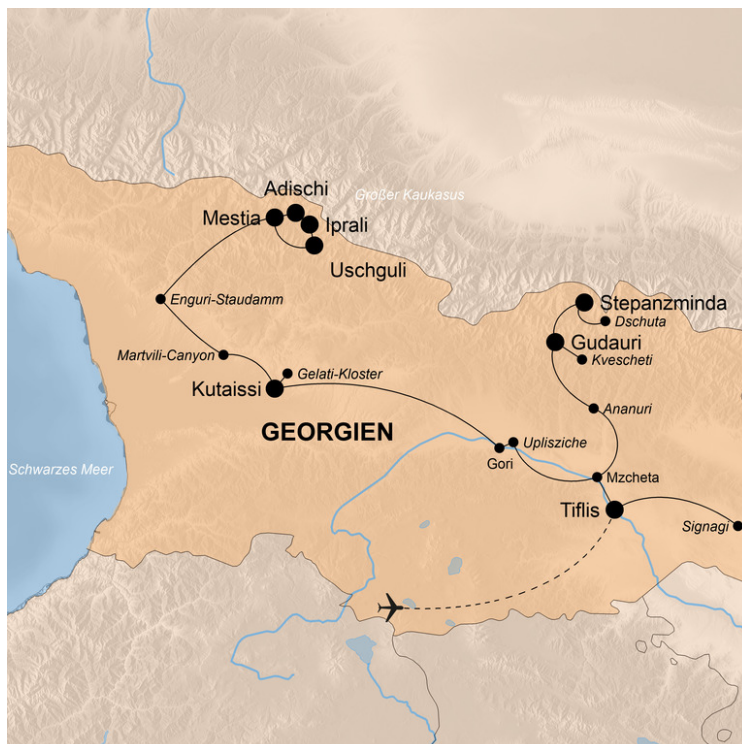 Adischi
Großer Kaukasus
Mestia
Iprali
Uschguli
Enguri-Staudamm
Stepanzminda
Dschuta
Gudauri
Martvili-Canyon
Kvescheti
Gelati-Kloster
Kutaissi
Ananuri
GEORGIEN
Uplisziche
Gori
Schwarzes Meer
Mzcheta
Tiflis
Signagi